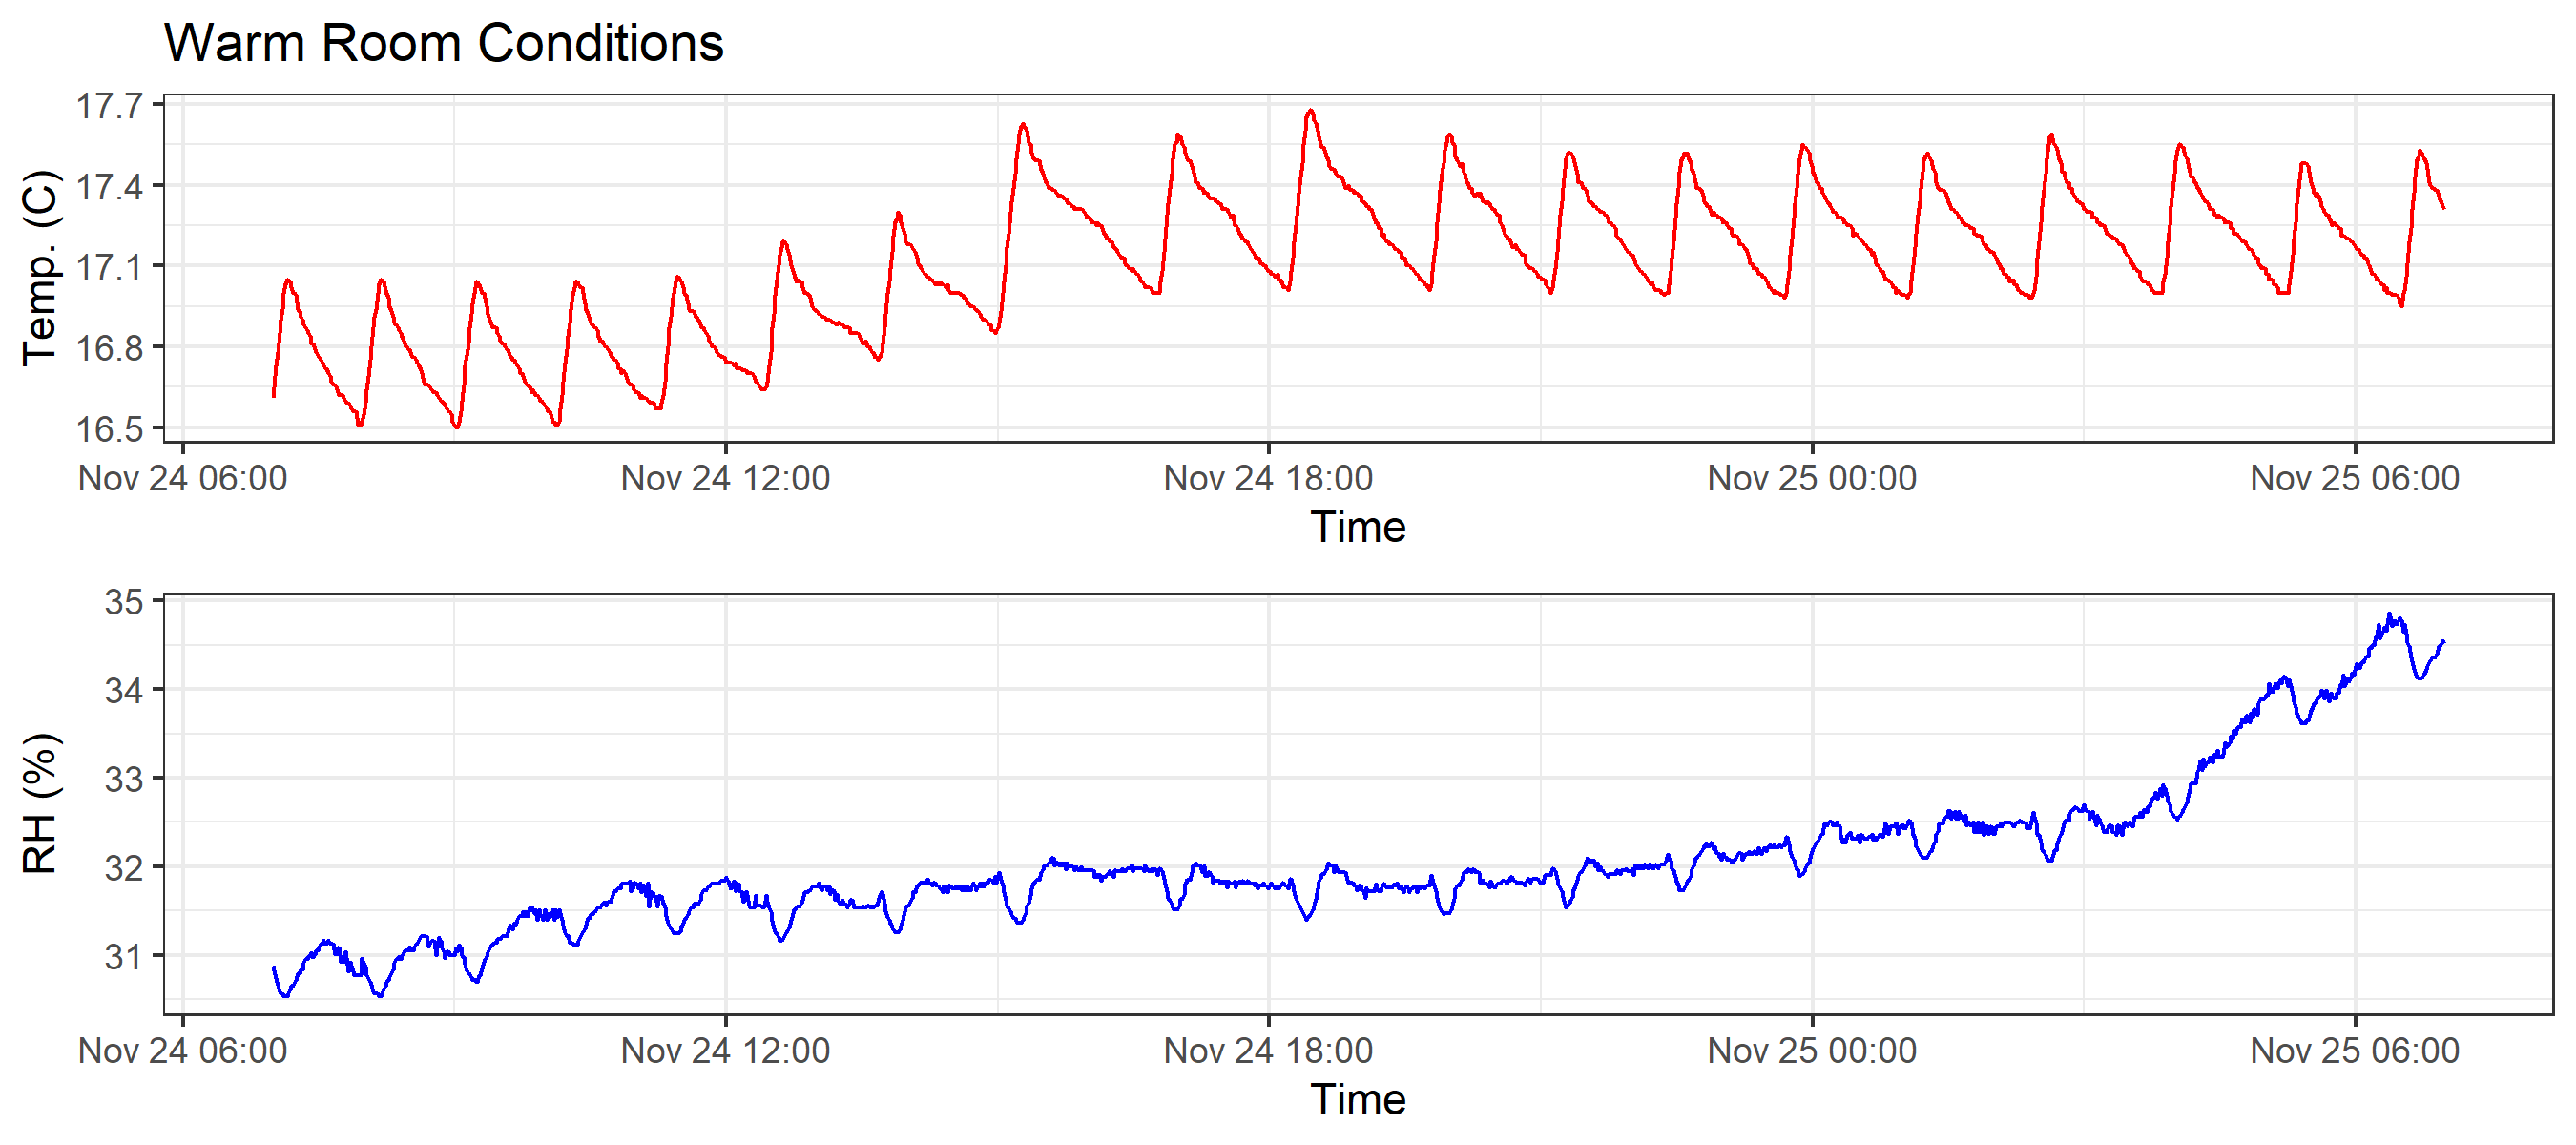 Warm Room Conditions
Temp. (C)
17.7
17.4
17.1
16.8
16.5
Nov 24 06:00 Nov 24 12:00 Nov 24 18:00 Nov 25 00:00 Nov 25 06:00
Time
RH (%)
35
34
33
32
31
Nov 24 06:00 Nov 24 12:00 Nov 24 18:00 Nov 25 00:00 Nov 25 06:00
Time